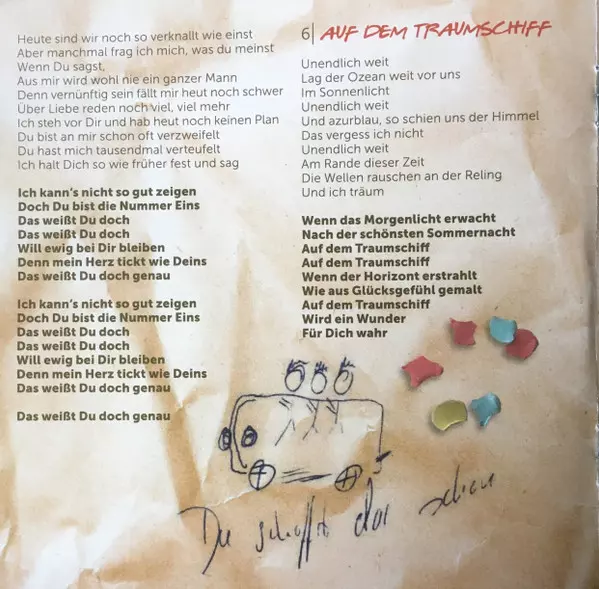 Heute sind wir noch so verknallt wie einst
Aber manchmal frag ich mich, was du meinst
Wenn Du sagst,
Aus mir wird wohl nie ein ganzer Mann
Denn vernünftig sein fällt mir heut noch schwer
Über Liebe reden noch viel, viel mehr
Ich steh vor Dir und hab heut noch keinen Plan
Du bist an mir schon oft verzweifelt
Du hast mich tausendmal verteufelt
Ich halt Dich so wie früher fest und sag

Ich kann's nicht so gut zeigen
Doch Du bist die Nummer Eins
Das weißt Du doch
Das weißt Du doch
Will ewig bei Dir bleiben
Denn mein Herz tickt wie Deins
Das weißt Du doch genau

Ich kann's nicht so gut zeigen
Doch Du bist die Nummer Eins
Das weißt Du doch
Das weißt Du doch
Will ewig bei Dir bleiben
Denn mein Herz tickt wie Deins
Das weißt Du doch genau

Das weißt Du doch genau

6| AUF DEM TRAUMSCHIFF

Unendlich weit
Lag der Ozean weit vor uns
Im Sonnenlicht
Unendlich weit
Und azurblau, so schien uns der Himmel
Das vergess ich nicht
Unendlich weit
Am Rande dieser Zeit
Die Wellen rauschen an der Reling
Und ich träum

Wenn das Morgenlicht erwacht
Nach der schönsten Sommernacht
Auf dem Traumschiff
Auf dem Traumschiff
Wenn der Horizont erstrahlt
Wie aus Glücksgefühl gemalt
Auf dem Traumschiff
Wird ein Wunder
Für Dich wahr

Du schaffst das schon